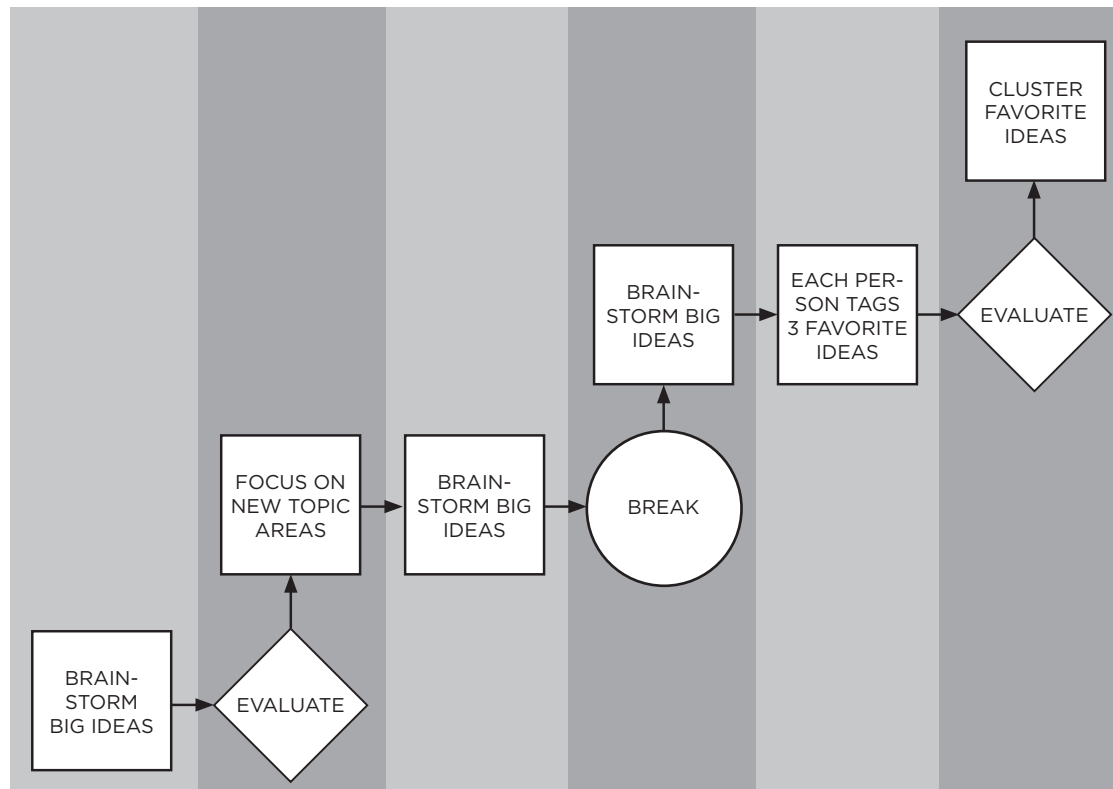 BRAIN-
STORM
BIG IDEAS
EVALUATE
FOCUS ON
NEW TOPIC
AREAS
BRAIN-
STORM BIG
IDEAS
BREAK
BRAIN-
STORM BIG
IDEAS
EACH PER-
SON TAGS
3 FAVORITE
IDEAS
EVALUATE
CLUSTER
FAVORITE
IDEAS